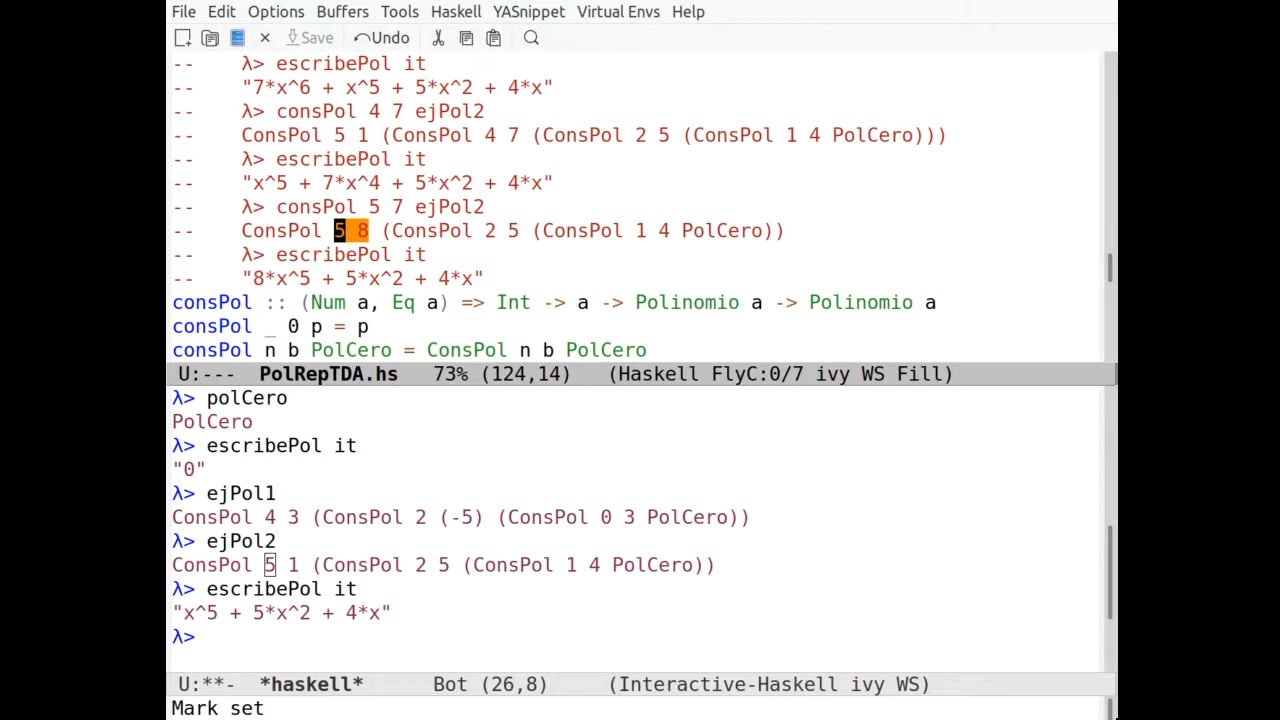 File Edit Options Buffers Tools Haskell YASnippet Virtual Envs Help
Save Undo
--    λ> escribePol it
--    "7*x^6 + x^5 + 5*x^2 + 4*x"
--    λ> consPol 4 7 ejPol2
--    ConsPol 5 1 (ConsPol 4 7 (ConsPol 2 5 (ConsPol 1 4 PolCero)))
--    λ> escribePol it
--    "x^5 + 7*x^4 + 5*x^2 + 4*x"
--    λ> consPol 5 7 ejPol2
--    ConsPol 5 8 (ConsPol 2 5 (ConsPol 1 4 PolCero))
--    λ> escribePol it
--    "8*x^5 + 5*x^2 + 4*x"
consPol :: (Num a, Eq a) => Int -> a -> Polinomio a -> Polinomio a
consPol _ 0 p = p
consPol n b PolCero = ConsPol n b PolCero
U:--- PolRepTDA.hs 73% (124,14) (Haskell FlyC:0/7 ivy WS Fill)
λ> polCero
PolCero
λ> escribePol it
"0"
λ> ejPol1
ConsPol 4 3 (ConsPol 2 (-5) (ConsPol 0 3 PolCero))
λ> ejPol2
ConsPol 5 1 (ConsPol 2 5 (ConsPol 1 4 PolCero))
λ> escribePol it
"x^5 + 5*x^2 + 4*x"
λ>
U:**- *haskell* Bot (26,8) (Interactive-Haskell ivy WS)
Mark set